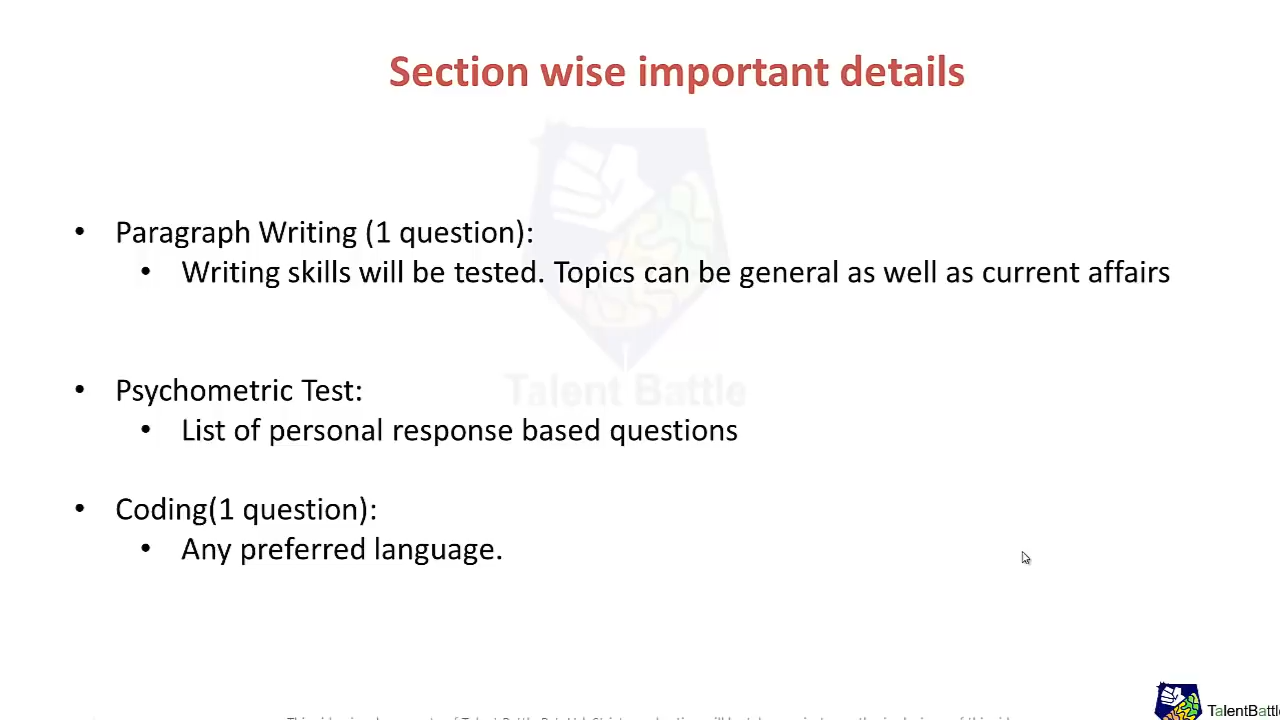 Section wise important details
• Paragraph Writing (1 question):
• Writing skills will be tested. Topics can be general as well as current affairs
Talent Battle
• Psychometric Test:
• List of personal response based questions
• Coding(1 question):
• Any preferred language.
TalentBattle